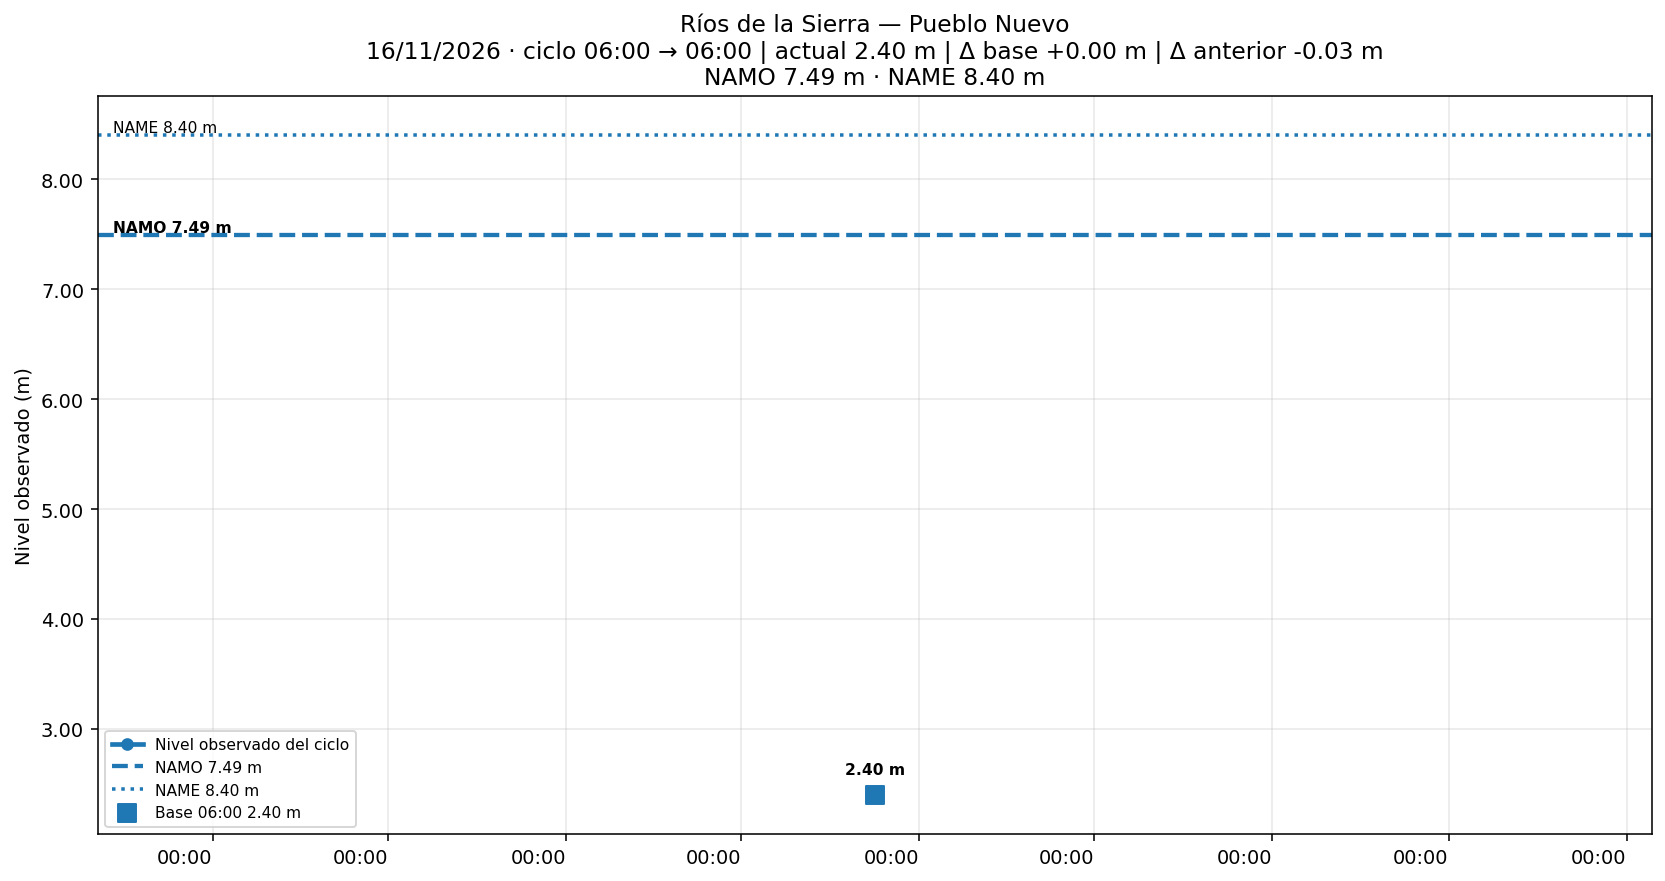 Ríos de la Sierra — Pueblo Nuevo
16/11/2026 · ciclo 06:00 → 06:00 | actual 2.40 m | Δ base +0.00 m | Δ anterior -0.03 m
NAMO 7.49 m · NAME 8.40 m
NAME 8.40 m
8.00
NAMO 7.49 m
7.00
6.00
Nivel observado (m)
5.00
4.00
3.00
Nivel observado del ciclo
NAMO 7.49 m
NAME 8.40 m
Base 06:00 2.40 m
2.40 m
00:00 00:00 00:00 00:00 00:00 00:00 00:00 00:00 00:00